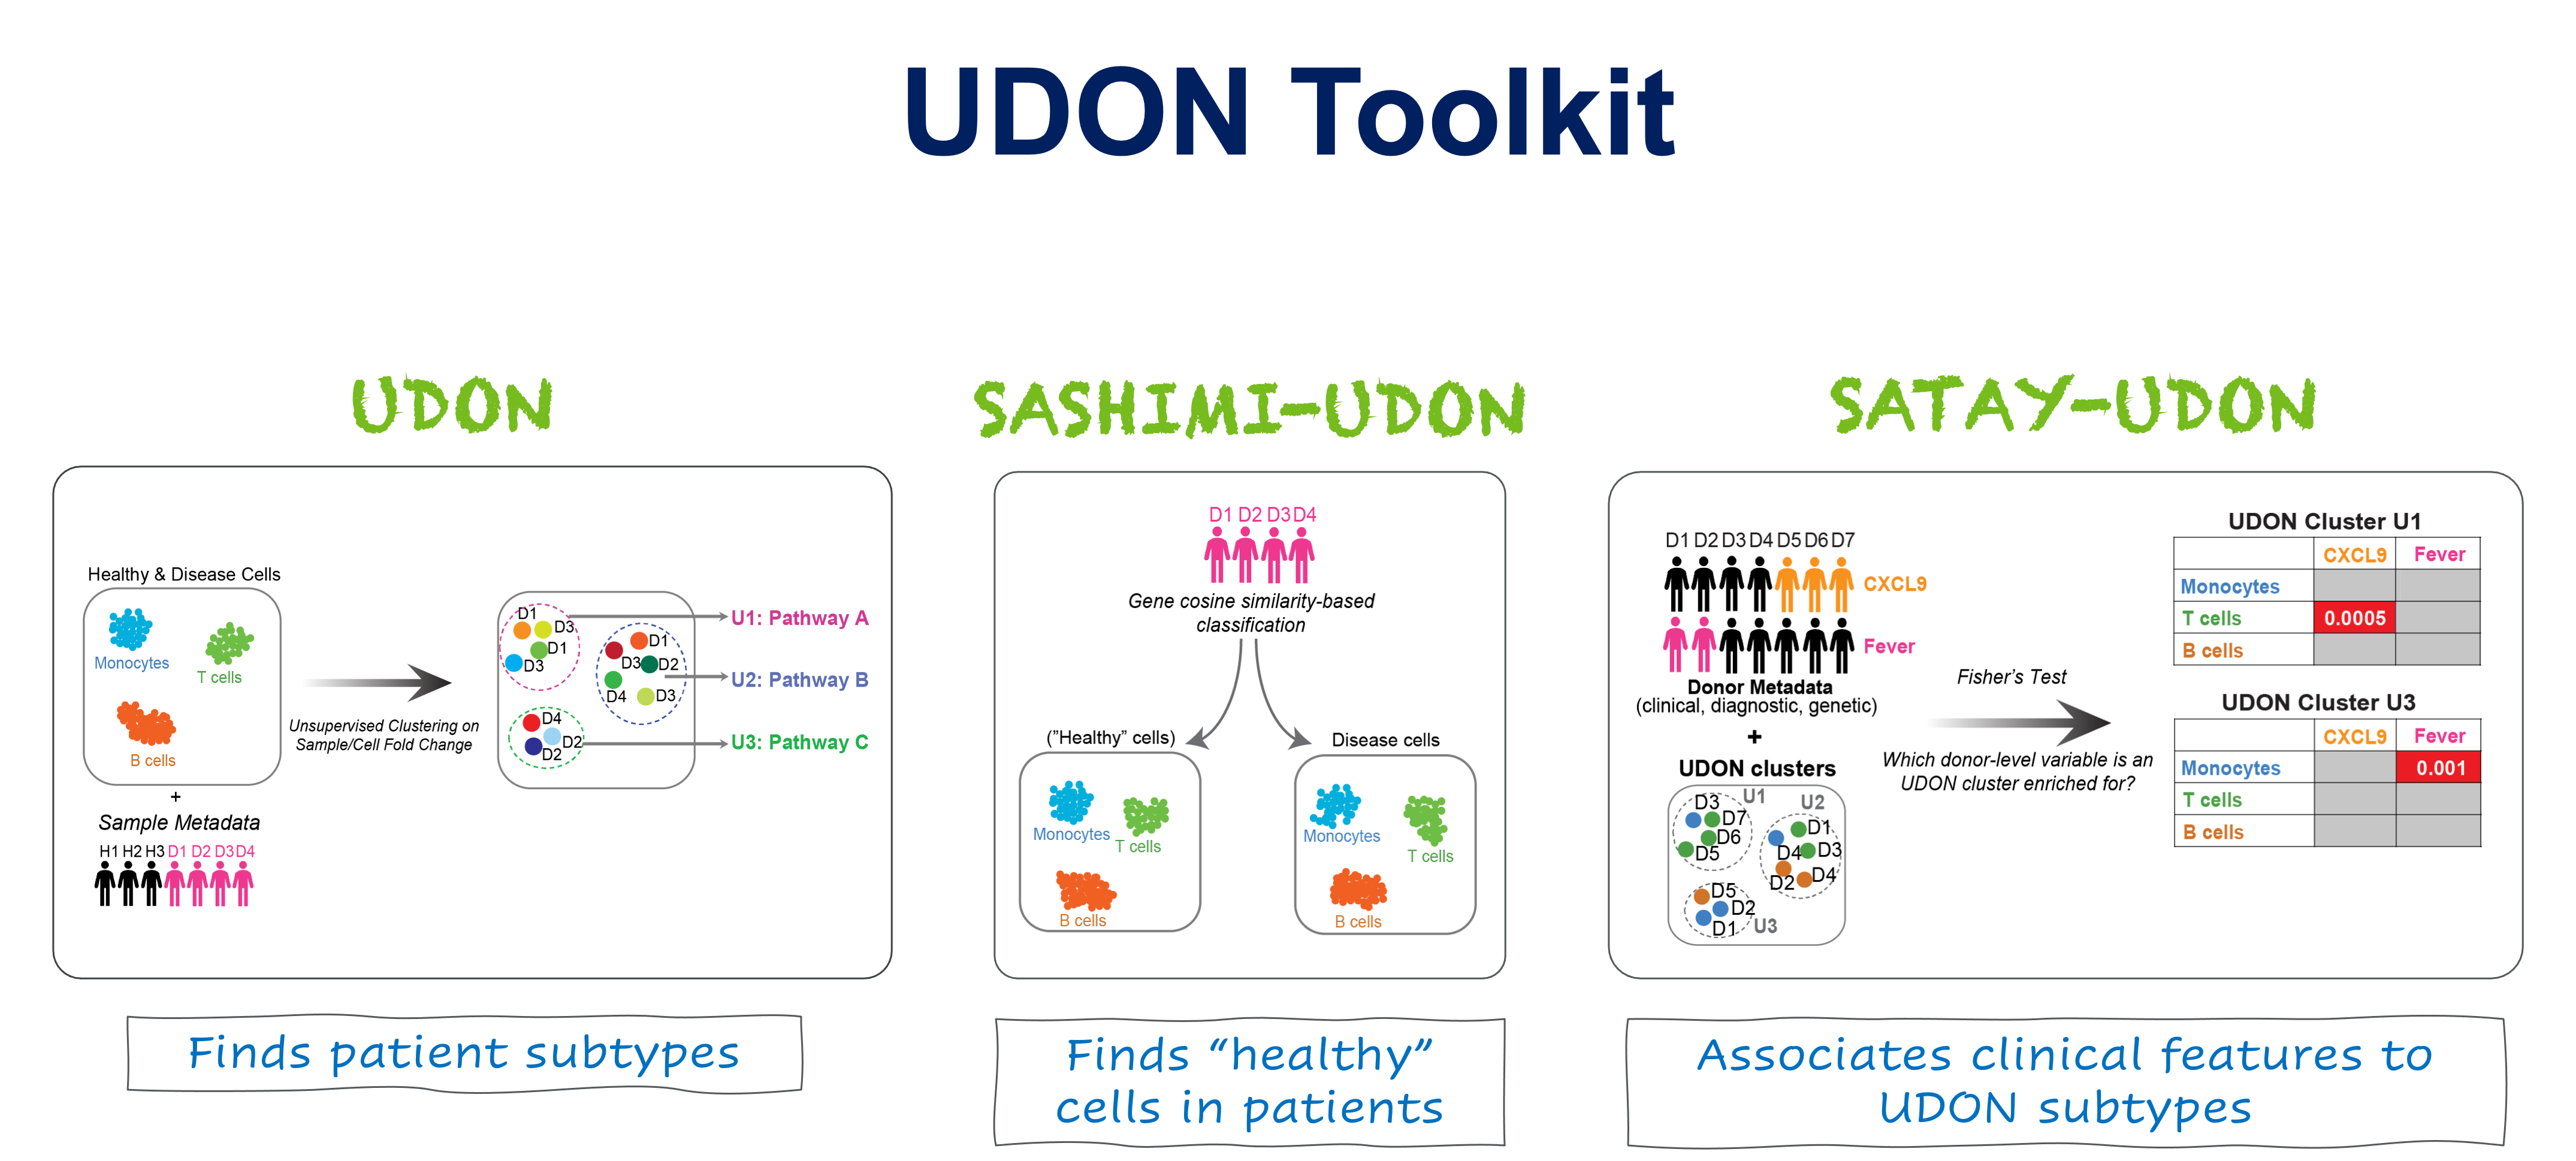 UDON Toolkit
UDON
Healthy & Disease Cells
Monocytes
T cells
B cells
+
Sample Metadata
H1 H2 H3 D1 D2 D3 D4
Unsupervised Clustering on
Sample/Cell Fold Change
D1
D3
D1
D3
D1
D3 D2
D4 D3
D4
D2
D2
U1: Pathway A
U2: Pathway B
U3: Pathway C
Finds patient subtypes
SASHIMI-UDON
D1 D2 D3 D4
Gene cosine similarity-based
classification
("Healthy" cells)
Monocytes
T cells
B cells
Disease cells
Monocytes
T cells
B cells
Finds “healthy”
cells in patients
SATAY-UDON
D1 D2 D3 D4 D5 D6 D7
CXCL9
Fever
Donor Metadata
(clinical, diagnostic, genetic)
+
UDON clusters
U1
D3
D7
D6
D5
U2
D1
D4 D3
D2 D4
D5
D2
D1
U3
Fisher's Test
Which donor-level variable is an
UDON cluster enriched for?
UDON Cluster U1
CXCL9 Fever
Monocytes
T cells 0.0005
B cells
UDON Cluster U3
CXCL9 Fever
Monocytes 0.001
T cells
B cells
Associates clinical features to
UDON subtypes